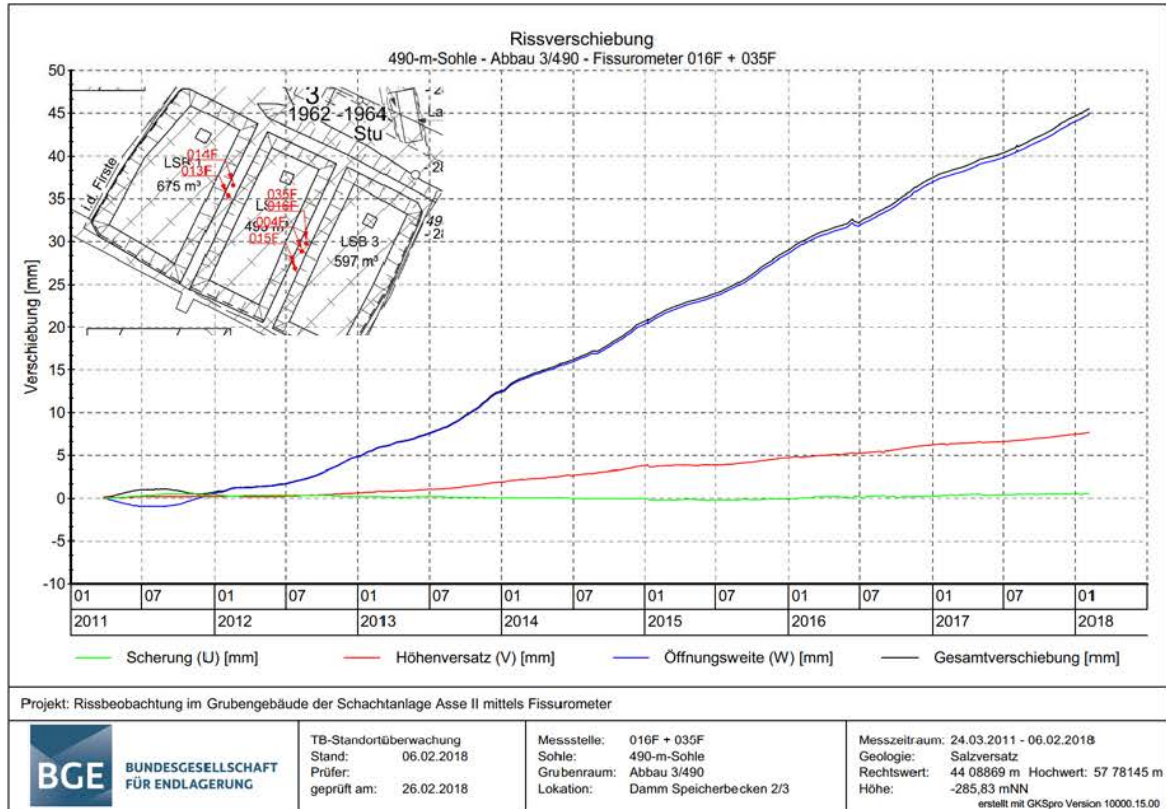 Rissverschiebung
490-m-Sohle - Abbau 3/490 - Fissurometer 016F + 035F
Verschiebung [mm]
50
45
40
35
30
25
20
15
10
5
0
-5
-10
3
1962 -1964
Stu
La
i.d. Firste
014F
LSB 1
013F
675 m³
035F
016F
004F
015F
LSB 3
597 m³
01 07 01 07 01 07 01 07 01 07 01 07 01 07 01
2011 2012 2013 2014 2015 2016 2017 2018
Scherung (U) [mm] Höhenversatz (V) [mm] Öffnungsweite (W) [mm] Gesamtverschiebung [mm]
Projekt: Rissbeobachtung im Grubengebäude der Schachtanlage Asse II mittels Fissurometer
BGE
BUNDESGESELLSCHAFT
FÜR ENDLAGERUNG
TB-Standortüberwachung
Stand: 06.02.2018
Prüfer:
geprüft am: 26.02.2018
Messstelle: 016F + 035F
Sohle: 490-m-Sohle
Grubenraum: Abbau 3/490
Lokation: Damm Speicherbecken 2/3
Messzeitraum: 24.03.2011 - 06.02.2018
Geologie: Salzversatz
Rechtswert: 44 08869 m Hochwert: 57 78145 m
Höhe: -285,83 mNN
erstellt mit GKSpro Version 10000.15.00